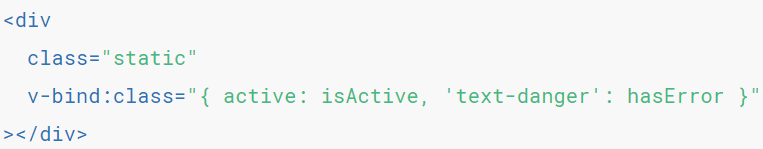 <div
  class="static"
  v-bind:class="{ active: isActive, 'text-danger': hasError }"
></div>